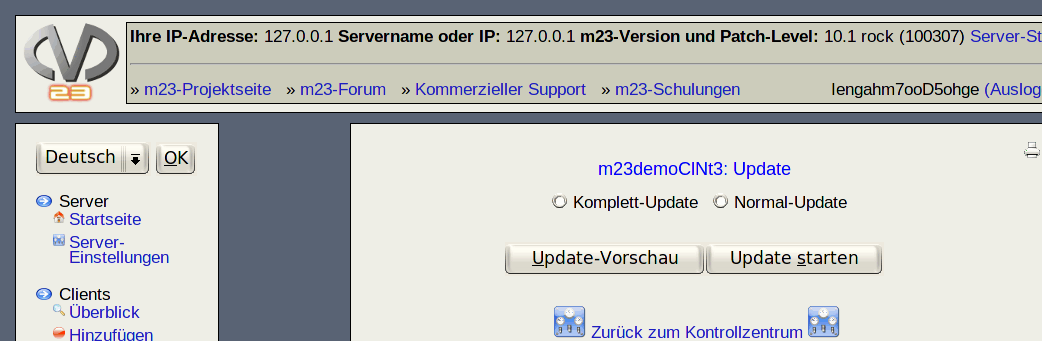 23
Ihre IP-Adresse: 127.0.0.1 Servername oder IP: 127.0.0.1 m23-Version und Patch-Level: 10.1 rock (100307) Server-St
» m23-Projektseite » m23-Forum » Kommerzieller Support » m23-Schulungen lengahm7ooD5ohge (Auslog
Deutsch OK
Server
Startseite
Server-
Einstellungen
Clients
Überblick
Hinzufügen
m23demoClNt3: Update
Komplett-Update Normal-Update
Update-Vorschau Update starten
Zurück zum Kontrollzentrum